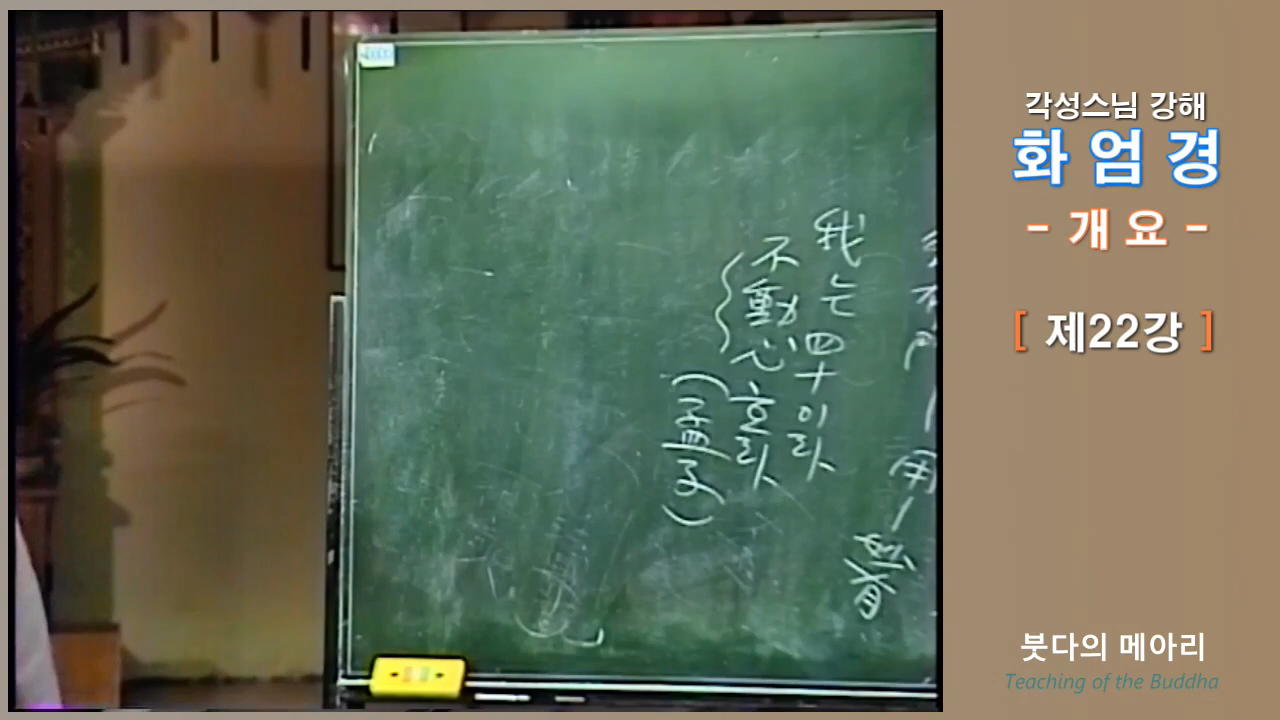 我亡四十이라
不動心호라
(孟子)
用
각성스님 강해
화엄경
- 개요 -
[ 제22강 ]
붓다의 메아리
Teaching of the Buddha